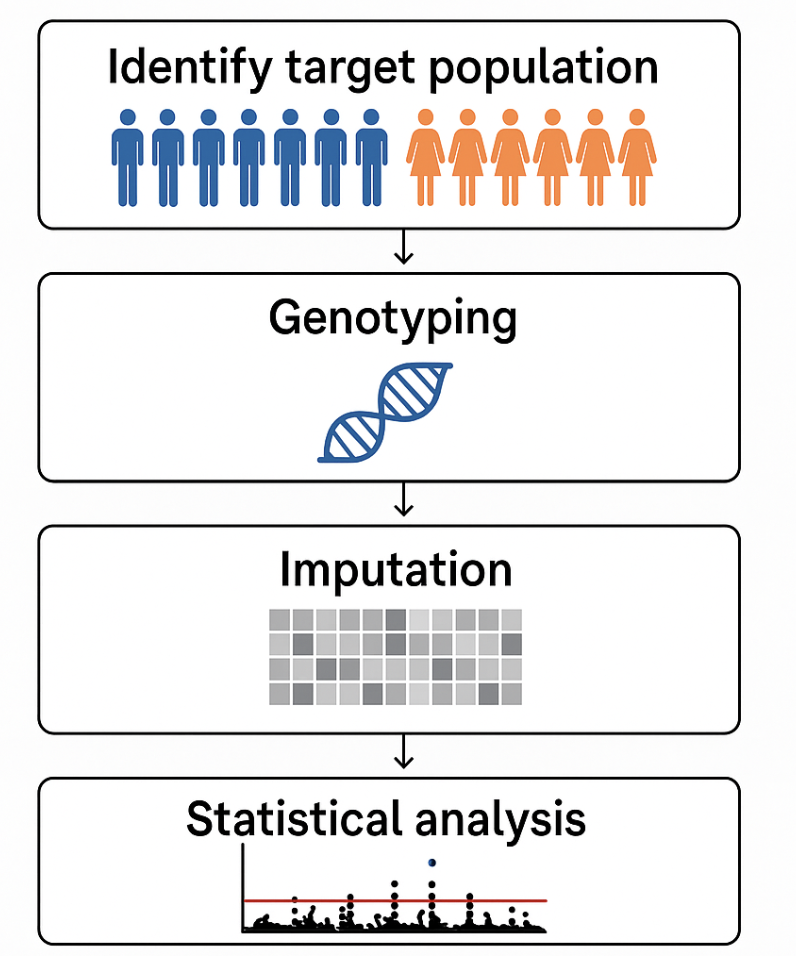 Identify target population
Genotyping
Imputation
Statistical analysis